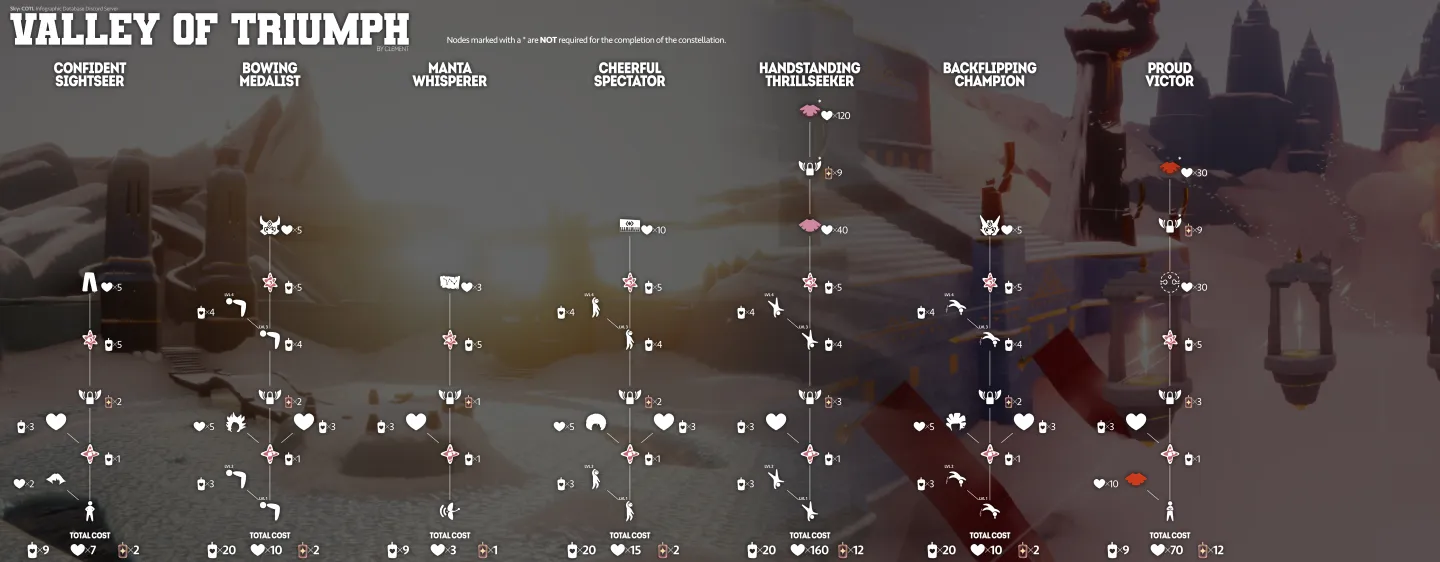 Sky: COTL Infographic Database Discord Server
VALLEY OF TRIUMPH
BY CLEMENT
Nodes marked with a * are NOT required for the completion of the constellation.
CONFIDENT
SIGHTSEER
×5
×5
×2
×3
×1
×2
TOTAL COST
×9 ×7 ×2
BOWING
MEDALIST
×5
×5
LVL 4
×4
LVL 3
×4
×2
×5 ×3
×1
LVL 2
×3
LVL 1
TOTAL COST
×20 ×10 ×2
MANTA
WHISPERER
×3
×5
×1
×3
×1
TOTAL COST
×9 ×3 ×1
CHEERFUL
SPECTATOR
×10
×5
LVL 4
×4
LVL 3
×4
×2
×5 ×3
×1
LVL 2
×3
LVL 1
TOTAL COST
×20 ×15 ×2
HANDSTANDING
THRILLSEEKER
*
×120
*
×9
×40
×5
LVL 4
×4
LVL 3
×4
×3
×3
×1
LVL 2
×3
LVL 1
TOTAL COST
×20 ×160 ×12
BACKFLIPPING
CHAMPION
×5
×5
LVL 4
×4
LVL 3
×4
×2
×5 ×3
×1
LVL 2
×3
LVL 1
TOTAL COST
×20 ×10 ×2
PROUD
VICTOR
*
×30
*
×9
×30
×5
×3
×3
×1
×10
TOTAL COST
×9 ×70 ×12